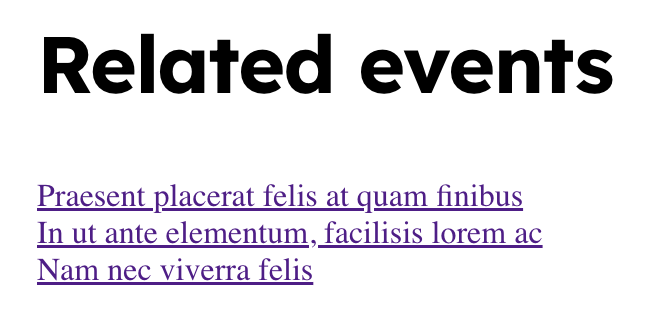 Related events
Praesent placerat felis at quam finibus
In ut ante elementum, facilisis lorem ac
Nam nec viverra felis